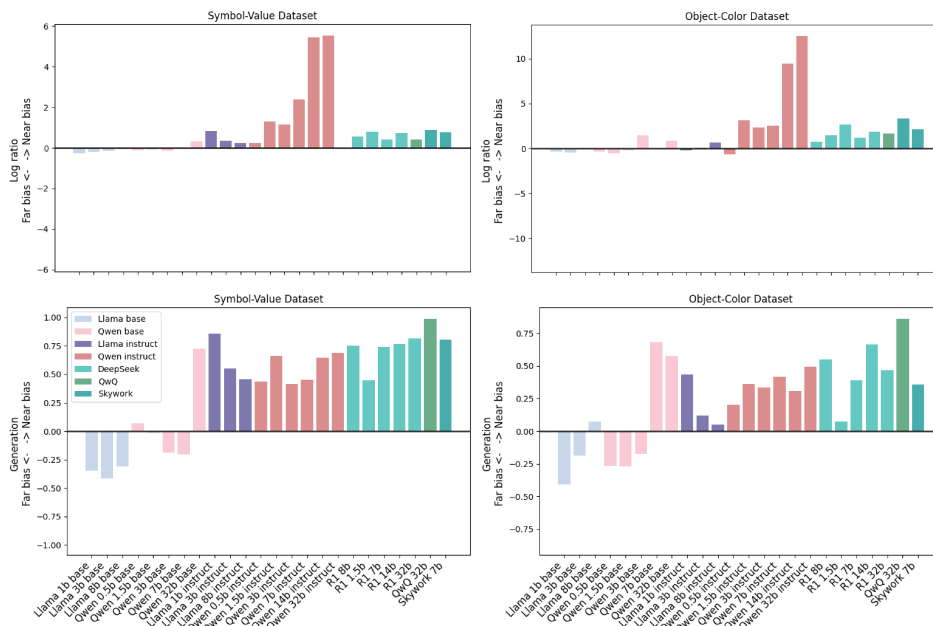 Symbol-Value Dataset
Log ratio
Far bias <- -> Near bias
6
4
2
0
−2
−4
−6
Object-Color Dataset
Log ratio
Far bias <- -> Near bias
10
5
0
−5
−10
Symbol-Value Dataset
Generation
Far bias <- -> Near bias
1.00
0.75
0.50
0.25
0.00
−0.25
−0.50
−0.75
−1.00
Llama base
Qwen base
Llama instruct
Qwen instruct
DeepSeek
QwQ
Skywork
Llama 1b base
Llama 3b base
Llama 8b base
Qwen 0.5b base
Qwen 1.5b base
Qwen 3b base
Qwen 7b base
Qwen 32b base
Llama 1b instruct
Llama 3b instruct
Llama 8b instruct
Qwen 0.5b instruct
Qwen 1.5b instruct
Qwen 3b instruct
Qwen 7b instruct
Qwen 14b instruct
Qwen 32b instruct
R1 8b
R1 1.5b
R1 7b
R1 14b
R1 32b
QwQ 32b
Skywork 7b
Object-Color Dataset
Generation
Far bias <- -> Near bias
0.75
0.50
0.25
0.00
−0.25
−0.50
−0.75
Llama 1b base
Llama 3b base
Llama 8b base
Qwen 0.5b base
Qwen 1.5b base
Qwen 3b base
Qwen 7b base
Qwen 32b base
Llama 1b instruct
Llama 3b instruct
Llama 8b instruct
Qwen 0.5b instruct
Qwen 1.5b instruct
Qwen 3b instruct
Qwen 7b instruct
Qwen 14b instruct
Qwen 32b instruct
R1 8b
R1 1.5b
R1 7b
R1 14b
R1 32b
QwQ 32b
Skywork 7b